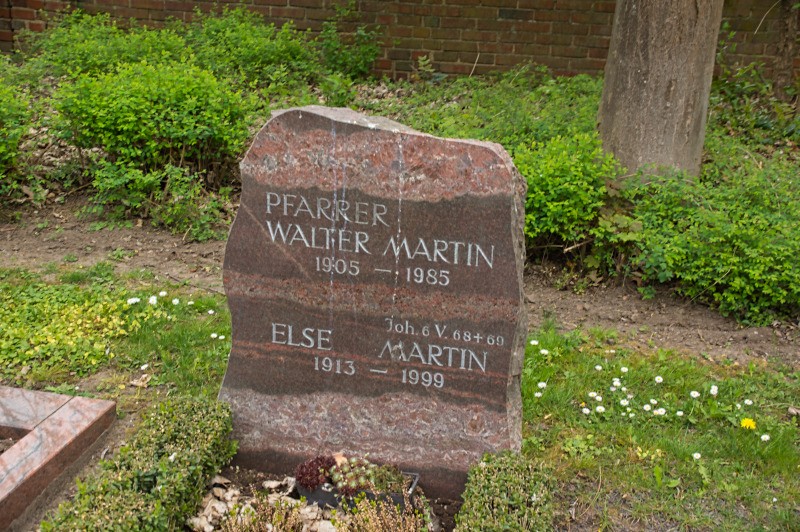 PFARRER
WALTER MARTIN
1905 – 1985
Joh. 6 V. 68+69
ELSE MARTIN
1913 – 1999